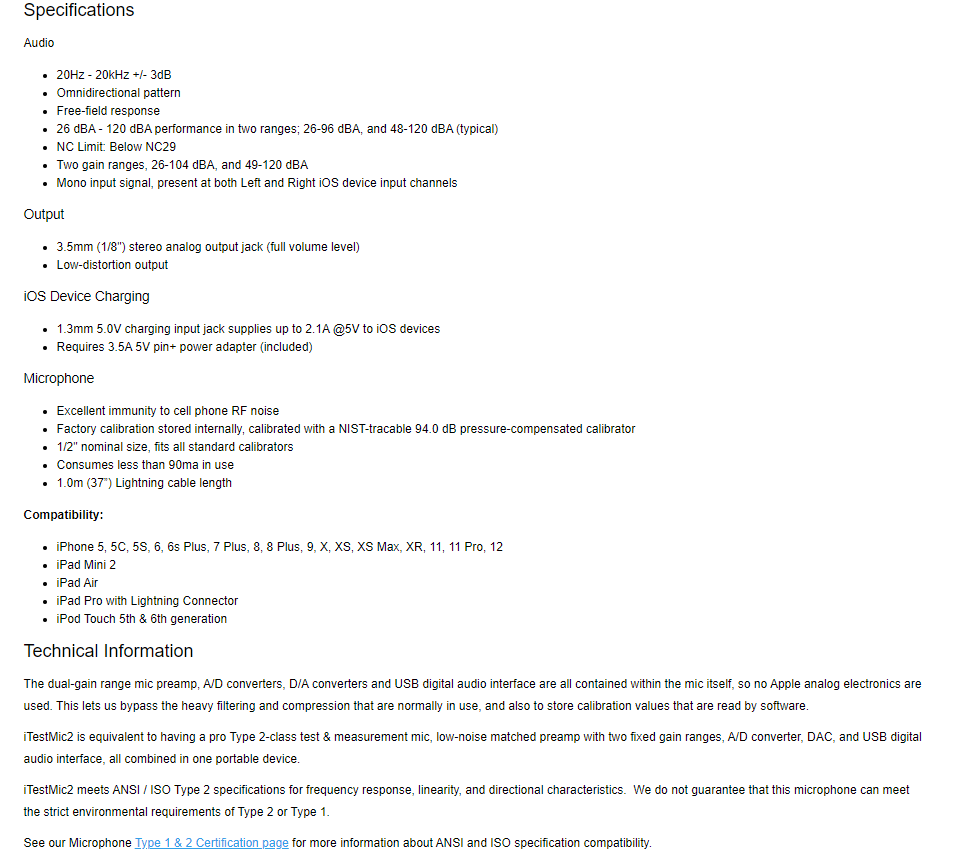 Specifications
Audio
20Hz - 20kHz +/- 3dB
Omnidirectional pattern
Free-field response
26 dBA - 120 dBA performance in two ranges; 26-96 dBA, and 48-120 dBA (typical)
NC Limit: Below NC29
Two gain ranges, 26-104 dBA, and 49-120 dBA
Mono input signal, present at both Left and Right iOS device input channels
Output
3.5mm (1/8") stereo analog output jack (full volume level)
Low-distortion output
iOS Device Charging
1.3mm 5.0V charging input jack supplies up to 2.1A @5V to iOS devices
Requires 3.5A 5V pin+ power adapter (included)
Microphone
Excellent immunity to cell phone RF noise
Factory calibration stored internally, calibrated with a NIST-tracable 94.0 dB pressure-compensated calibrator
1/2" nominal size, fits all standard calibrators
Consumes less than 90ma in use
1.0m (37") Lightning cable length
Compatibility:
iPhone 5, 5C, 5S, 6, 6s Plus, 7 Plus, 8, 8 Plus, 9, X, XS, XS Max, XR, 11, 11 Pro, 12
iPad Mini 2
iPad Air
iPad Pro with Lightning Connector
iPod Touch 5th & 6th generation
Technical Information
The dual-gain range mic preamp, A/D converters, D/A converters and USB digital audio interface are all contained within the mic itself, so no Apple analog electronics are
used. This lets us bypass the heavy filtering and compression that are normally in use, and also to store calibration values that are read by software.
iTestMic2 is equivalent to having a pro Type 2-class test & measurement mic, low-noise matched preamp with two fixed gain ranges, A/D converter, DAC, and USB digital
audio interface, all combined in one portable device.
iTestMic2 meets ANSI / ISO Type 2 specifications for frequency response, linearity, and directional characteristics.  We do not guarantee that this microphone can meet
the strict environmental requirements of Type 2 or Type 1.
See our Microphone Type 1 & 2 Certification page for more information about ANSI and ISO specification compatibility.